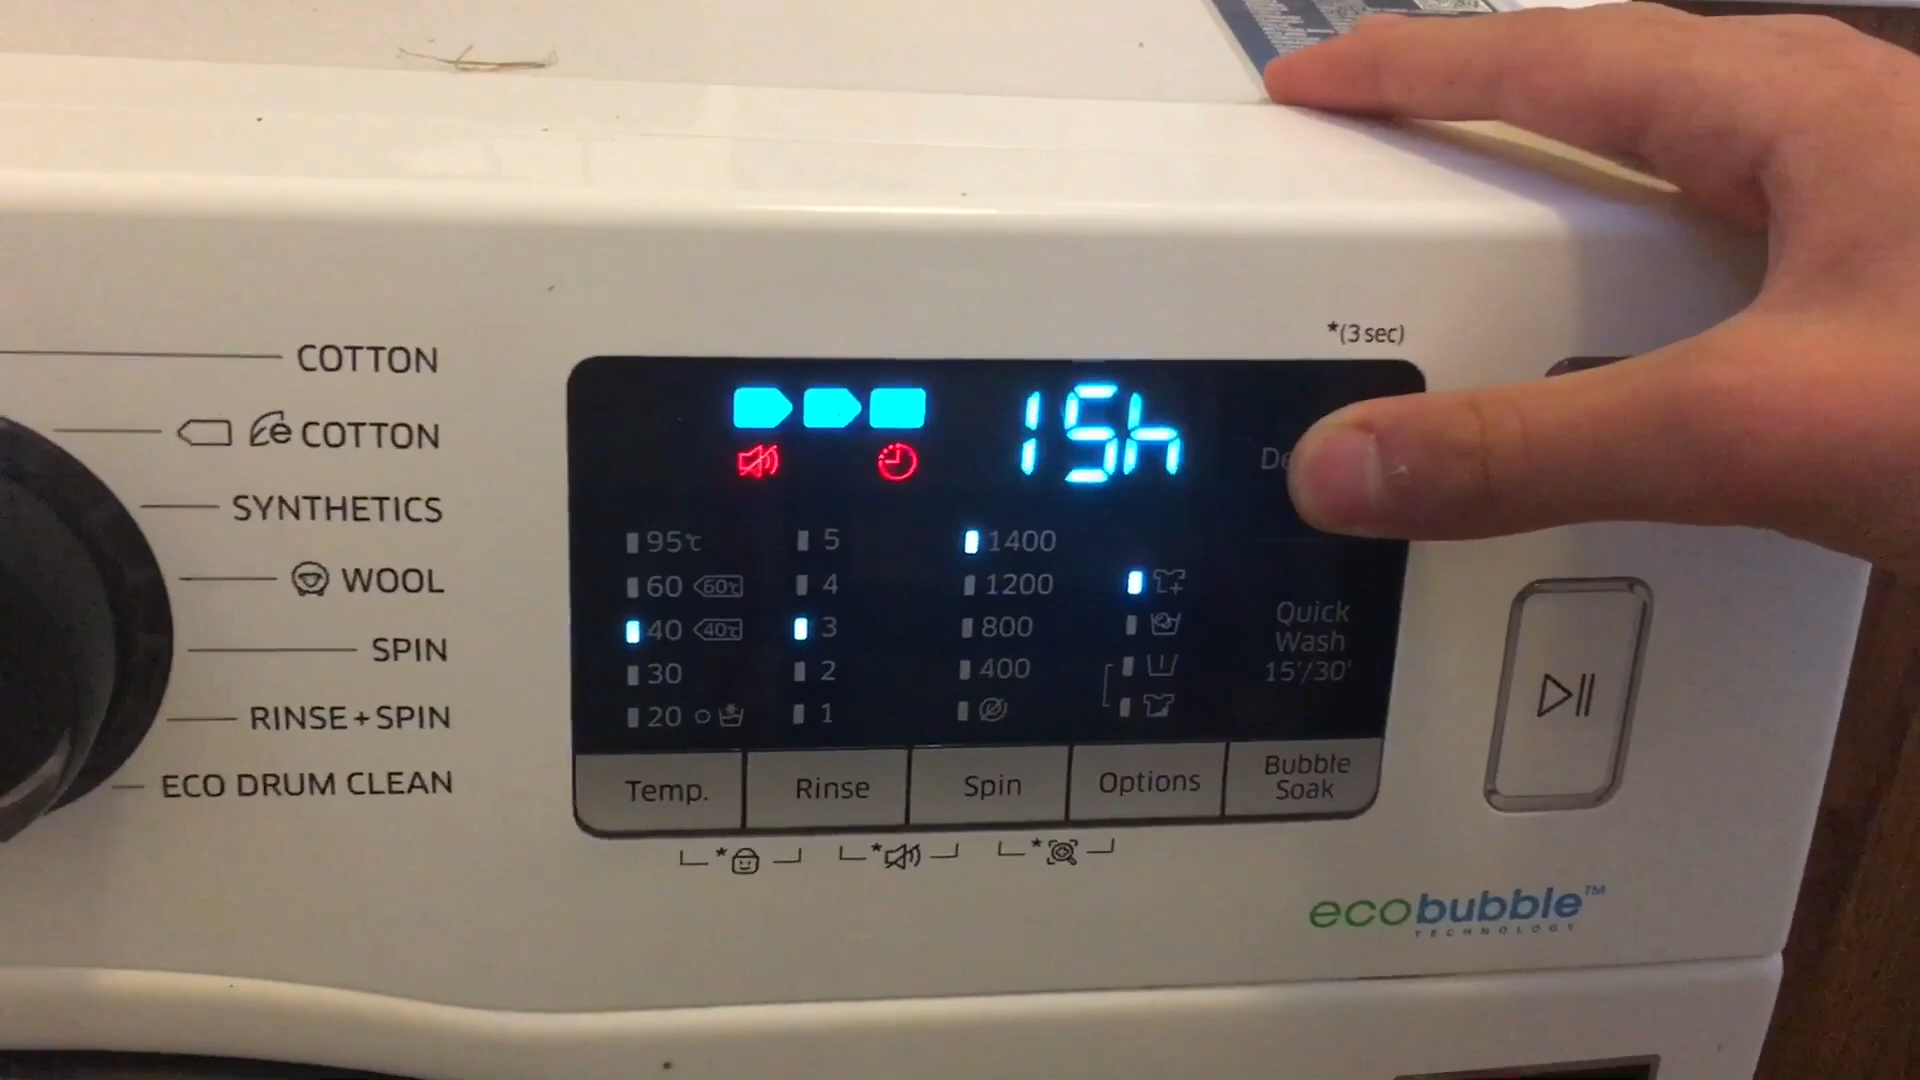 COTTON
COTTON
SYNTHETICS
WOOL
SPIN
RINSE+SPIN
ECO DRUM CLEAN
*(3 sec)
15h
95℃
60 60℃
40 40℃
30
20
5
4
3
2
1
1400
1200
800
400
Quick
Wash
15'/30'
Temp.
Rinse
Spin
Options
Bubble
Soak
*
*
*
ecobubble™
TECHNOLOGY